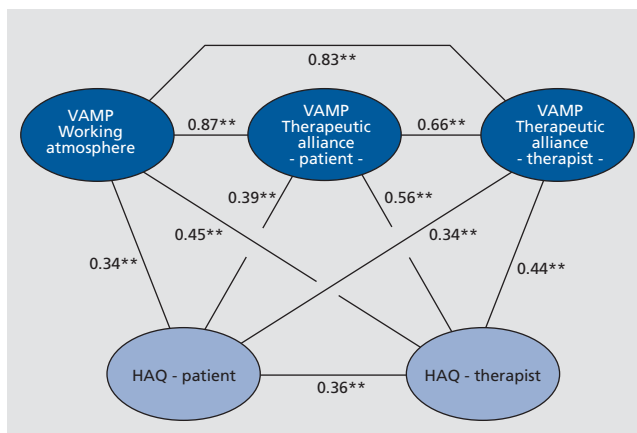 0.83**
VAMP
Working
atmosphere
0.87**
VAMP
Therapeutic
alliance
- patient -
0.66**
VAMP
Therapeutic
alliance
- therapist -
0.39**
0.56**
0.45**
0.34**
0.34**
0.44**
HAQ - patient
HAQ - therapist
0.36**